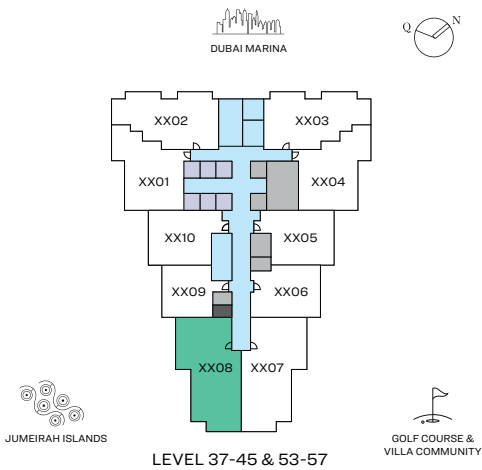 DUBAI MARINA
Q N
XX02 XX03
XX01 XX04
XX10 XX05
XX09 XX06
XX08 XX07
JUMEIRAH ISLANDS
GOLF COURSE &
VILLA COMMUNITY
LEVEL 37-45 & 53-57